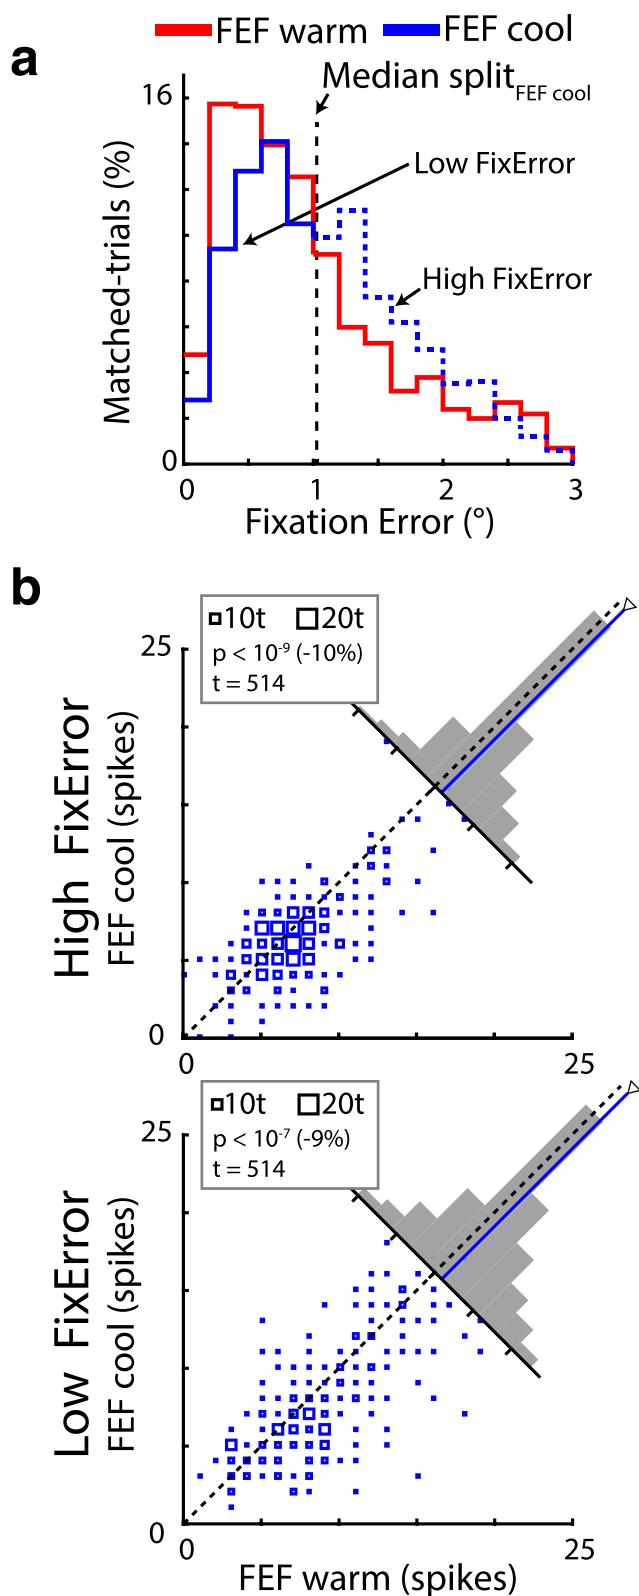 FEF warm FEF cool
a
Median split FEF cool
16
Low FixError
High FixError
Matched-trials (%)
0
0 1 2 3
Fixation Error (°)
b
10t 20t
p < 10-9 (-10%)
t = 514
25
High FixError
FEF cool (spikes)
0
0 25
10t 20t
p < 10-7 (-9%)
t = 514
25
Low FixError
FEF cool (spikes)
0
0 25
FEF warm (spikes)